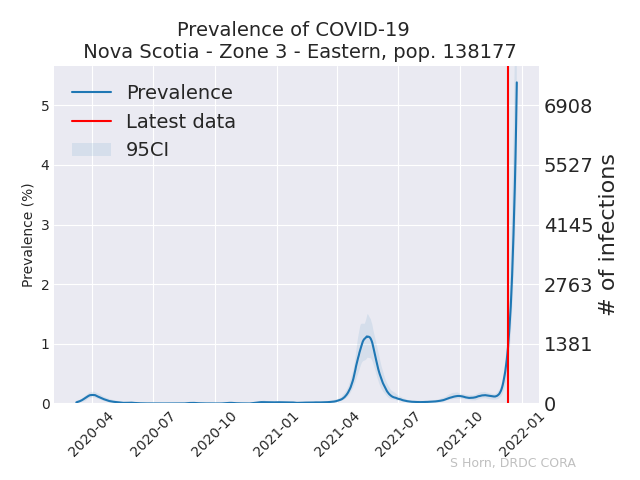 Prevalence of COVID-19
Nova Scotia - Zone 3 - Eastern, pop. 138177
Prevalence
Latest data
95CI
Prevalence (%)
5
4
3
2
1
0
6908
5527
4145
2763
1381
0
# of infections
2020-04
2020-07
2020-10
2021-01
2021-04
2021-07
2021-10
2022-01
S Horn, DRDC CORA